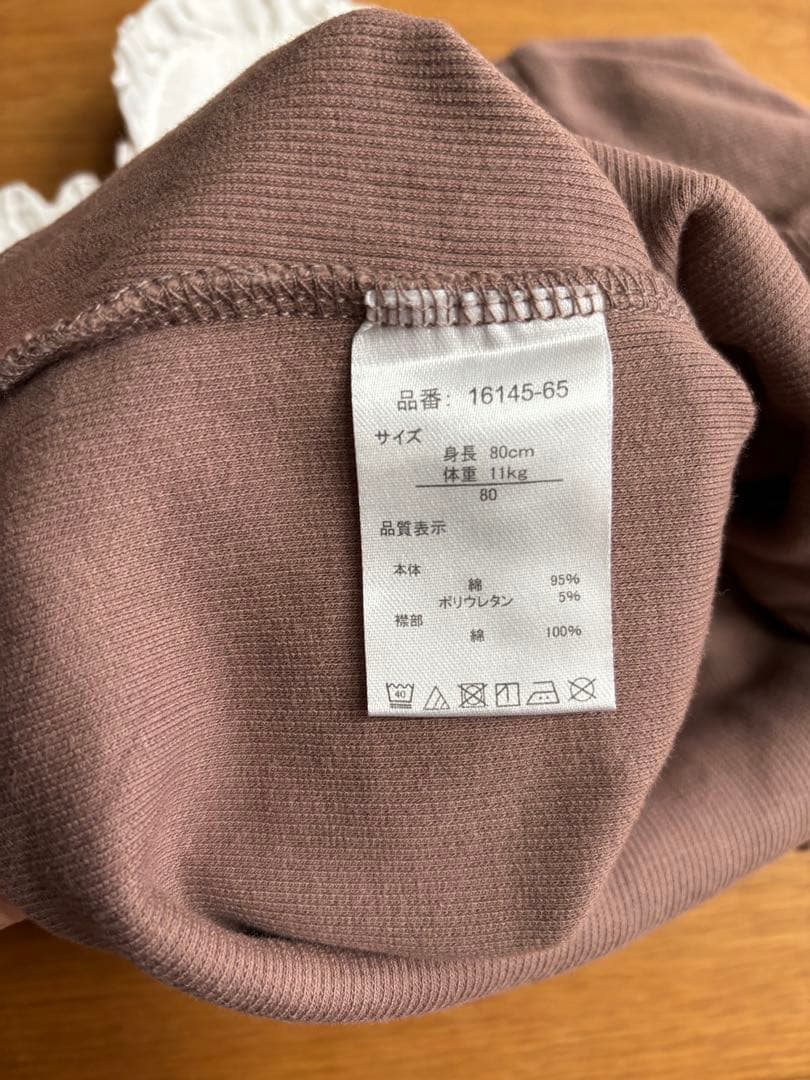 品番: 16145-65
サイズ
身長 80cm
体重 11kg
80
品質表示
本体
綿 95%
ポリウレタン 5%
襟部
綿 100%
40